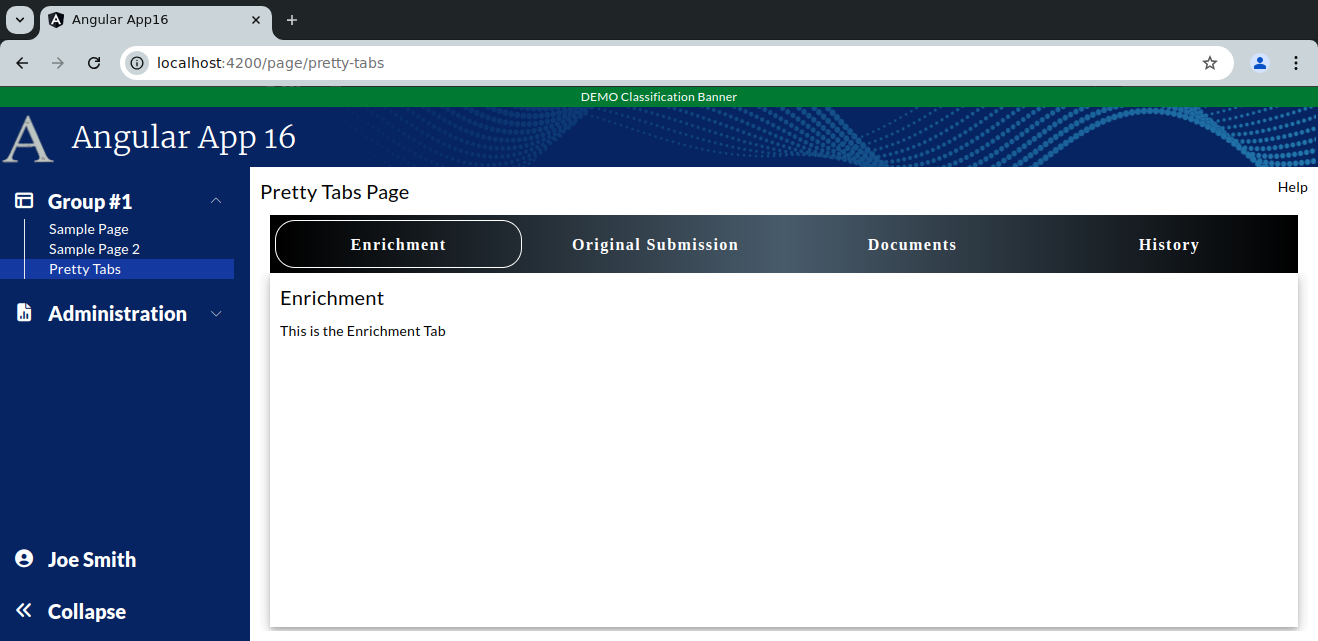 Angular App16
localhost:4200/page/pretty-tabs
DEMO Classification Banner
A Angular App 16
Group #1
Sample Page
Sample Page 2
Pretty Tabs
Administration
Joe Smith
Collapse
Pretty Tabs Page
Help
Enrichment Original Submission Documents History
Enrichment
This is the Enrichment Tab